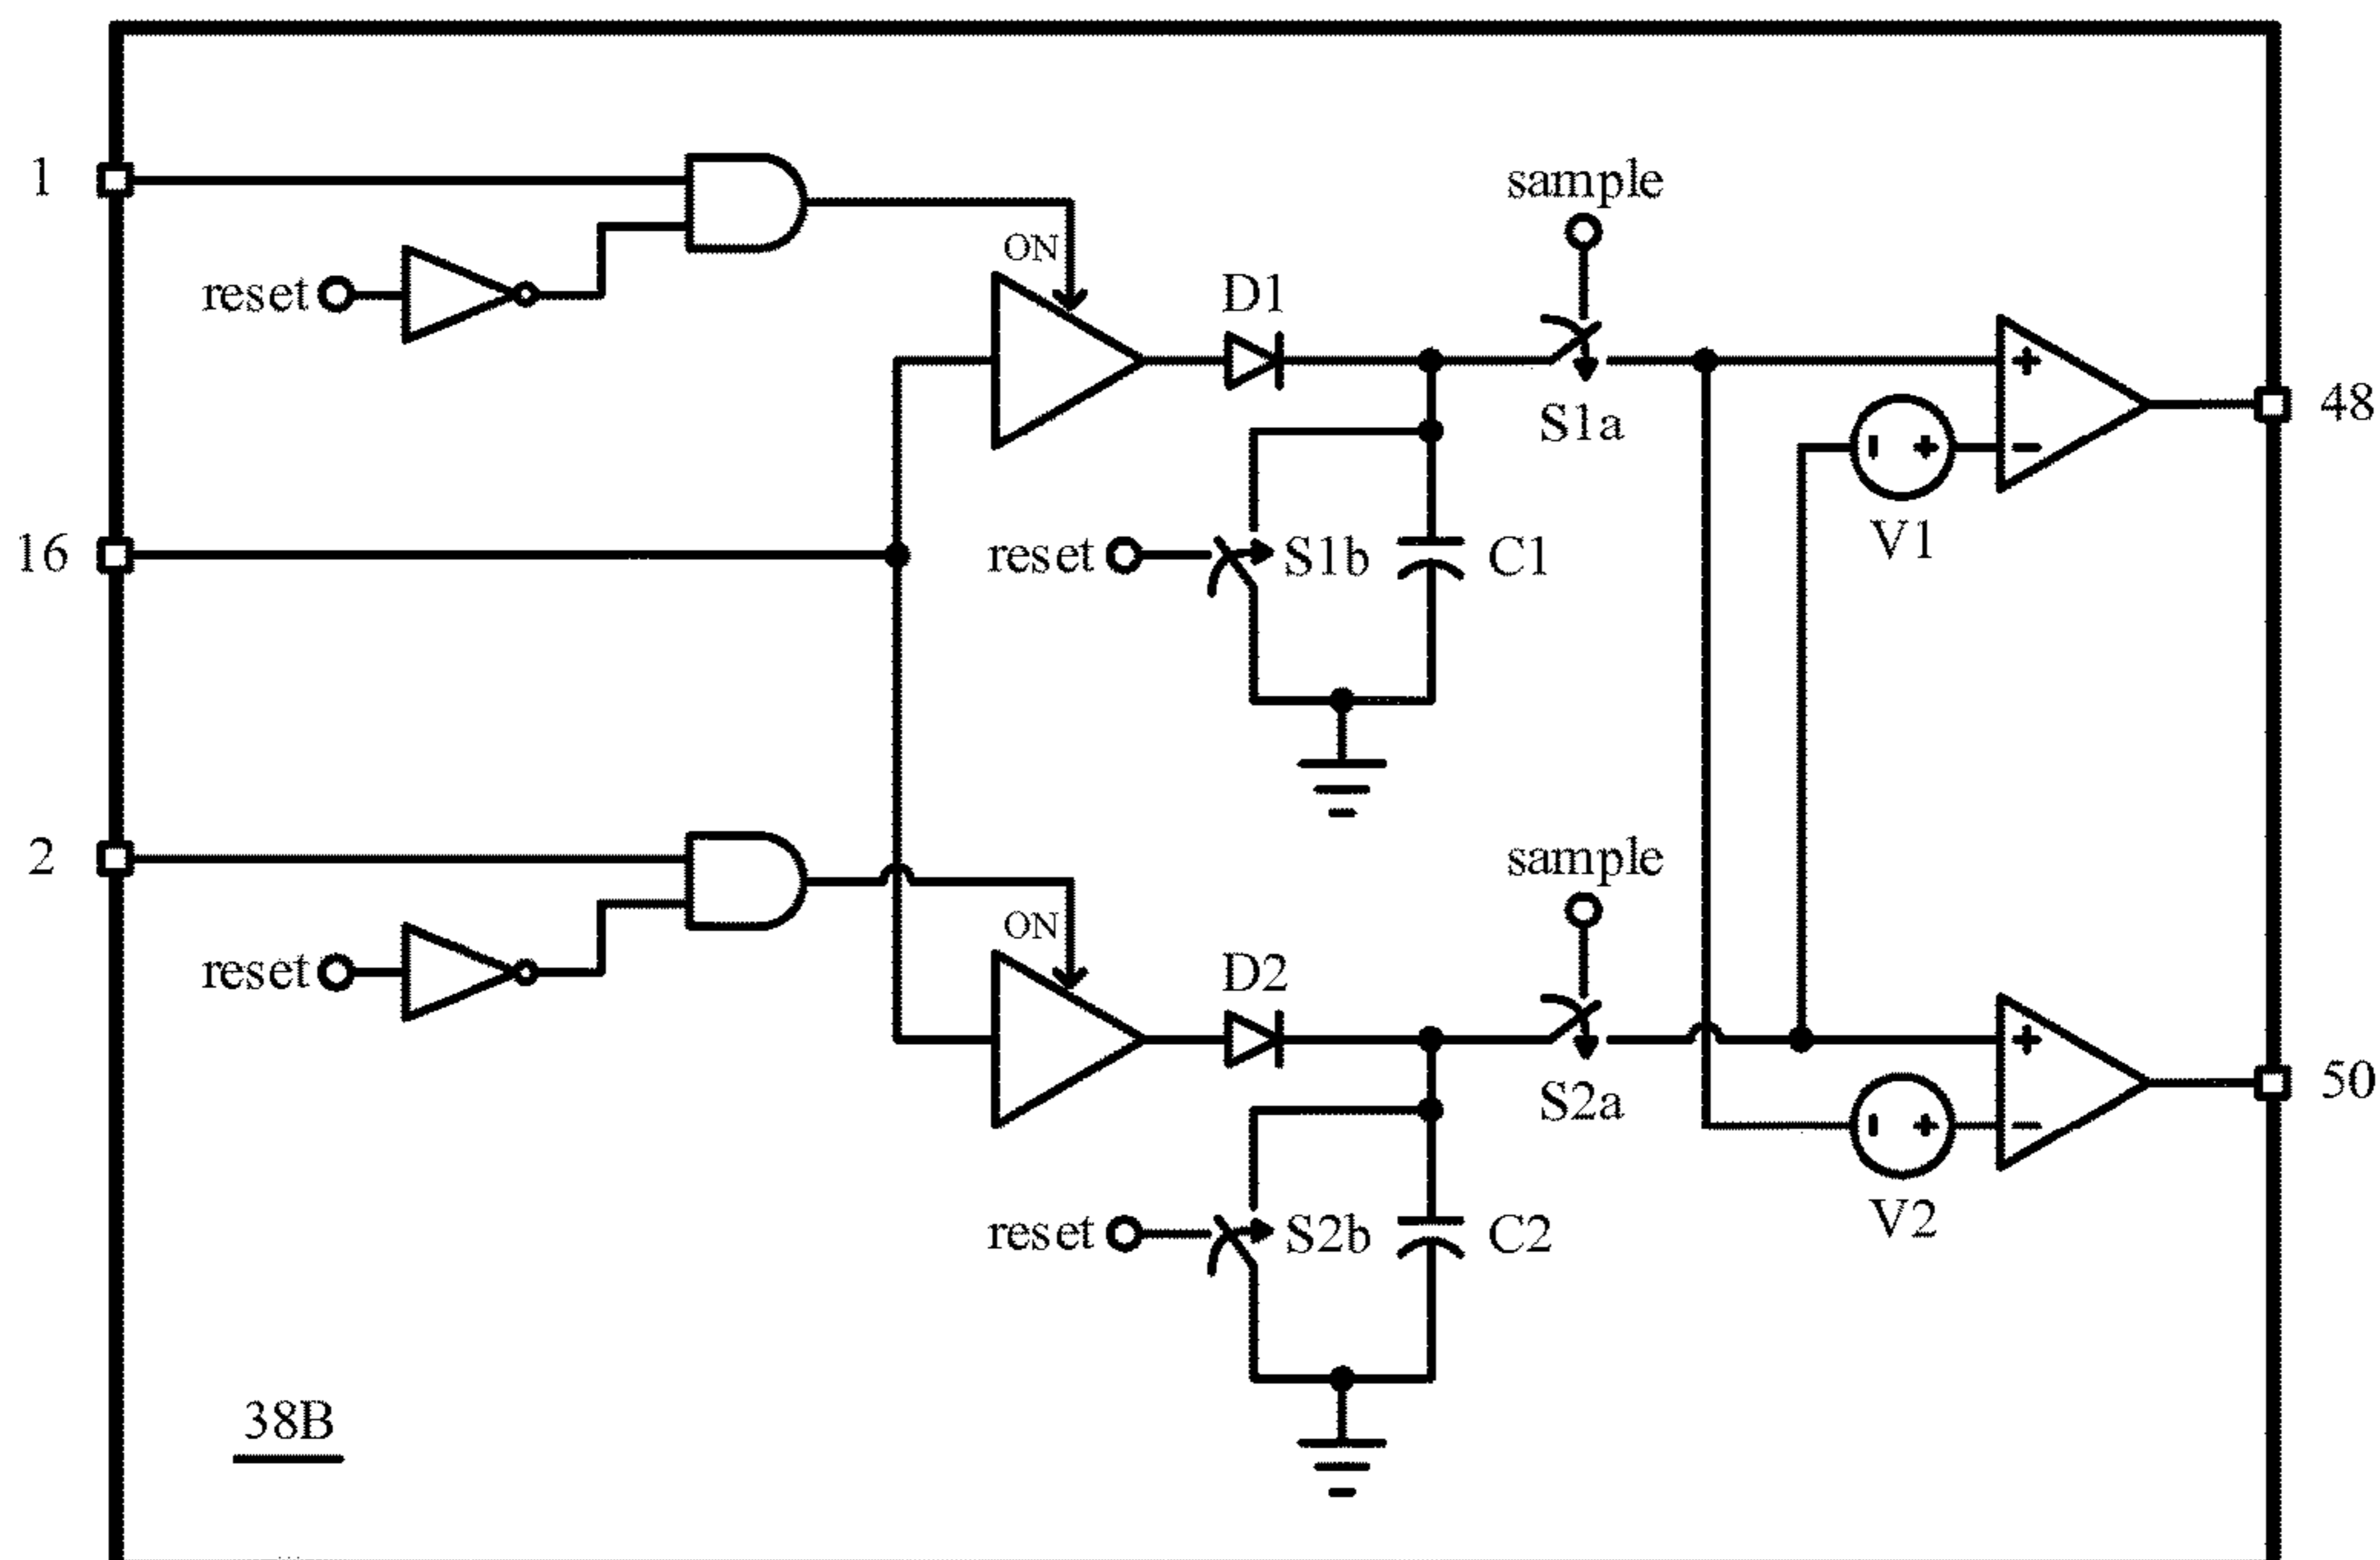 1
sample
reset
ON
D1
48
S1a
V1
16
reset
S1b
C1
2
sample
ON
reset
D2
50
S2a
V2
reset
S2b
C2
38B